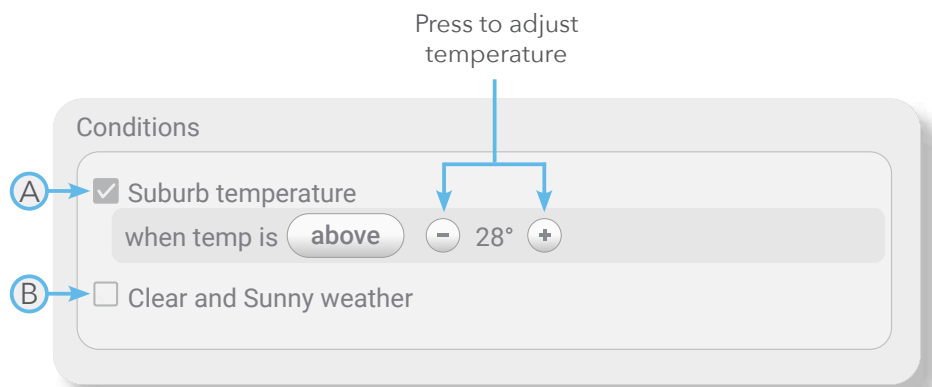 Press to adjust
temperature
Conditions
A
Suburb temperature
when temp is above - 28° +
B
Clear and Sunny weather